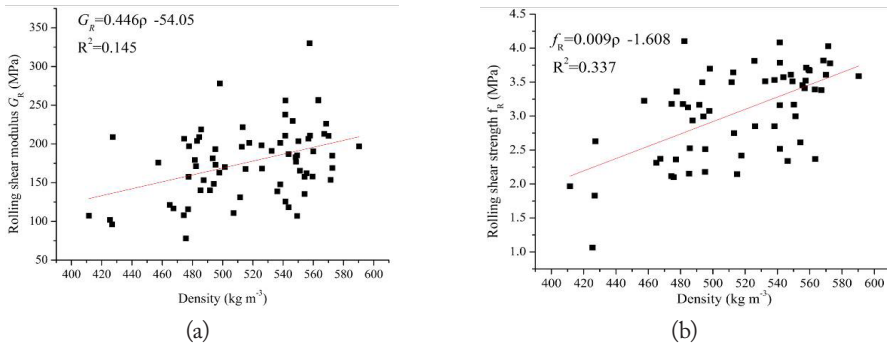 G_R=0.446ρ -54.05
R²=0.145
Rolling shear modulus G_R (MPa)
350
300
250
200
150
100
50
400 420 440 460 480 500 520 540 560 580 600
Density (kg m⁻³)
(a)
f_R=0.009ρ -1.608
R²=0.337
Rolling shear strength f_R (MPa)
4.5
4.0
3.5
3.0
2.5
2.0
1.5
1.0
400 420 440 460 480 500 520 540 560 580 600
Density (kg m⁻³)
(b)